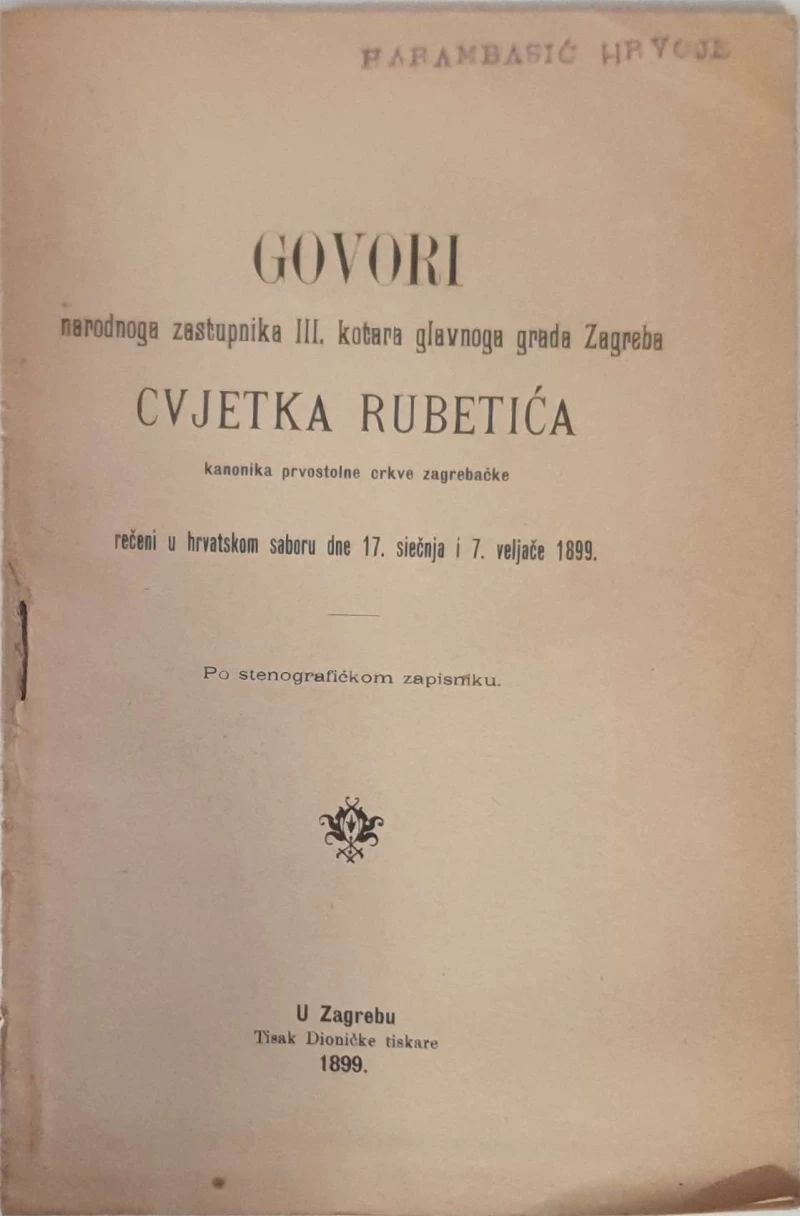 HARAMBAŠIĆ HRVOJE
GOVORI
narodnoga zastupnika III. kotara glavnoga grada Zagreba
CVJETKA RUBETIĆA
kanonika prvostolne crkve zagrebačke
rečeni u hrvatskom saboru dne 17. siečnja i 7. veljače 1899.
Po stenografičkom zapisniku.
U Zagrebu
Tisak Dioničke tiskare
1899.